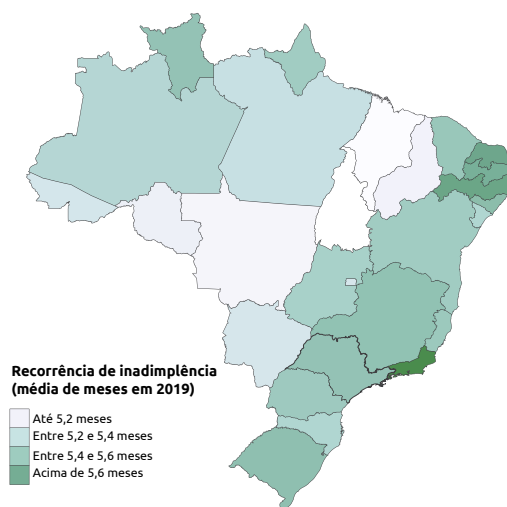 Recorrência de inadimplência
(média de meses em 2019)
Até 5,2 meses
Entre 5,2 e 5,4 meses
Entre 5,4 e 5,6 meses
Acima de 5,6 meses